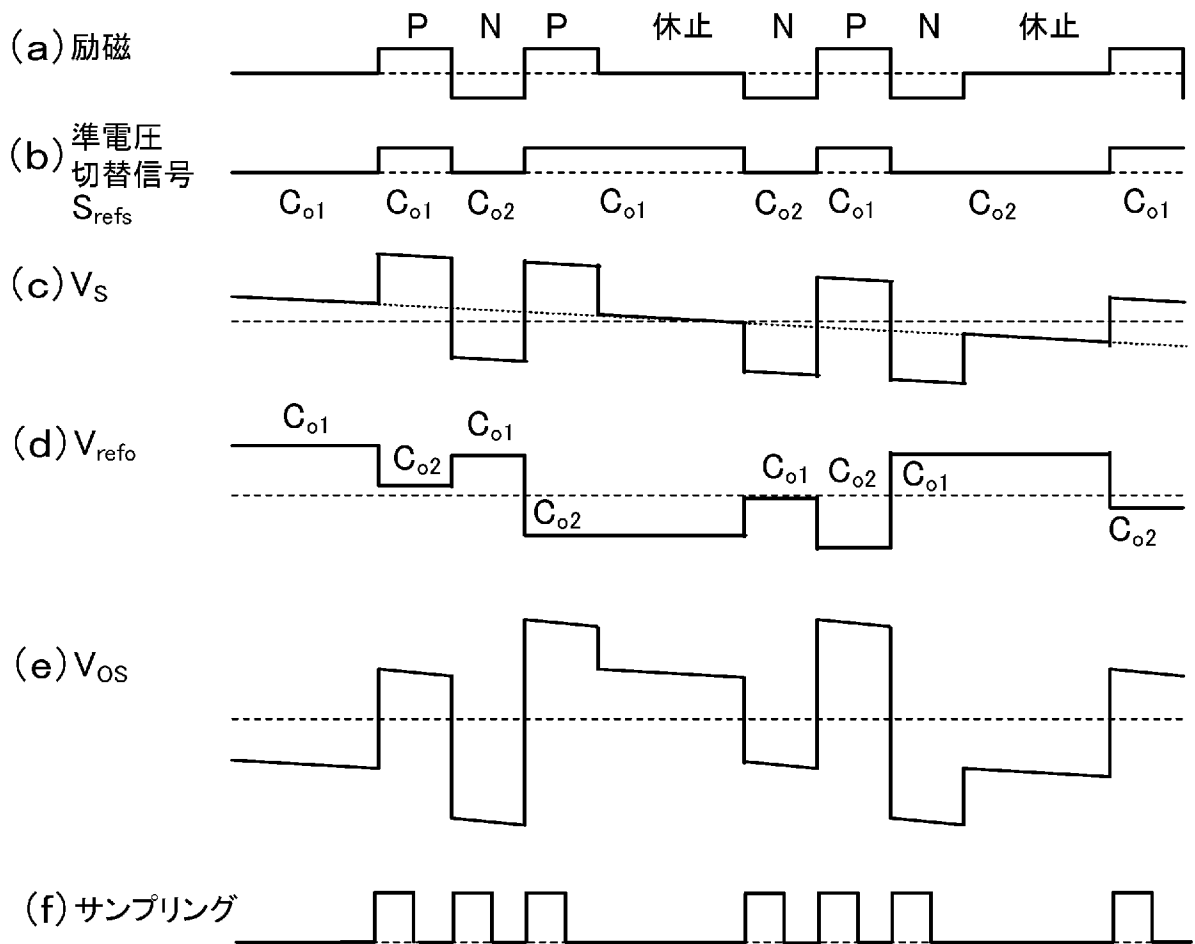 P N P 休止 N P N 休止
(a)励磁
(b)準電圧
切替信号
Srefs
Co1 Co1 Co2 Co1 Co2 Co1 Co2 Co1
(c)VS
(d)Vrefo
Co1 Co2 Co1 Co2 Co1 Co2 Co1 Co2
(e)VOS
(f)サンプリング